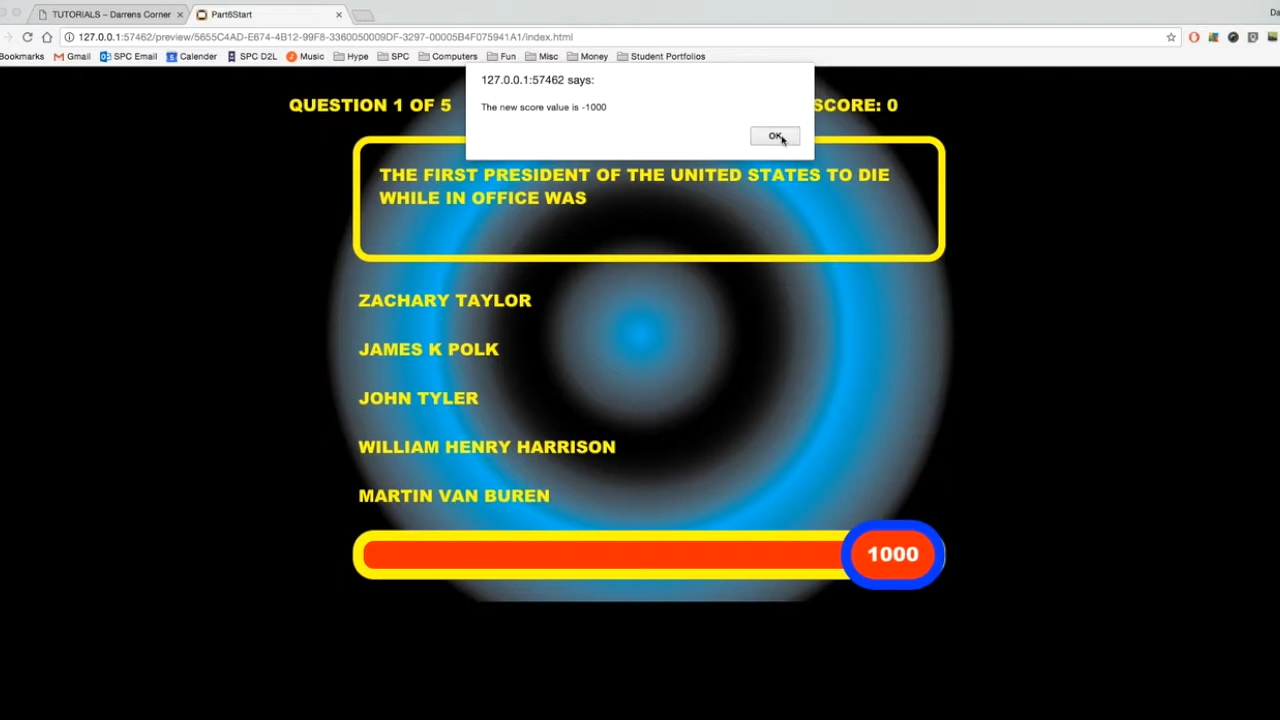 TUTORIALS – Darrens Corner
Part6Start
Da
127.0.0.1:57462/preview/5655C4AD-E674-4B12-99F8-3360050009DF-3297-00005B4F075941A1/index.html
Bookmarks Gmail SPC Email Calender SPC D2L Music Hype SPC Computers Fun Misc Money Student Portfolios
127.0.0.1:57462 says:
The new score value is -1000
OK
QUESTION 1 OF 5
SCORE: 0
THE FIRST PRESIDENT OF THE UNITED STATES TO DIE
WHILE IN OFFICE WAS
ZACHARY TAYLOR
JAMES K POLK
JOHN TYLER
WILLIAM HENRY HARRISON
MARTIN VAN BUREN
1000